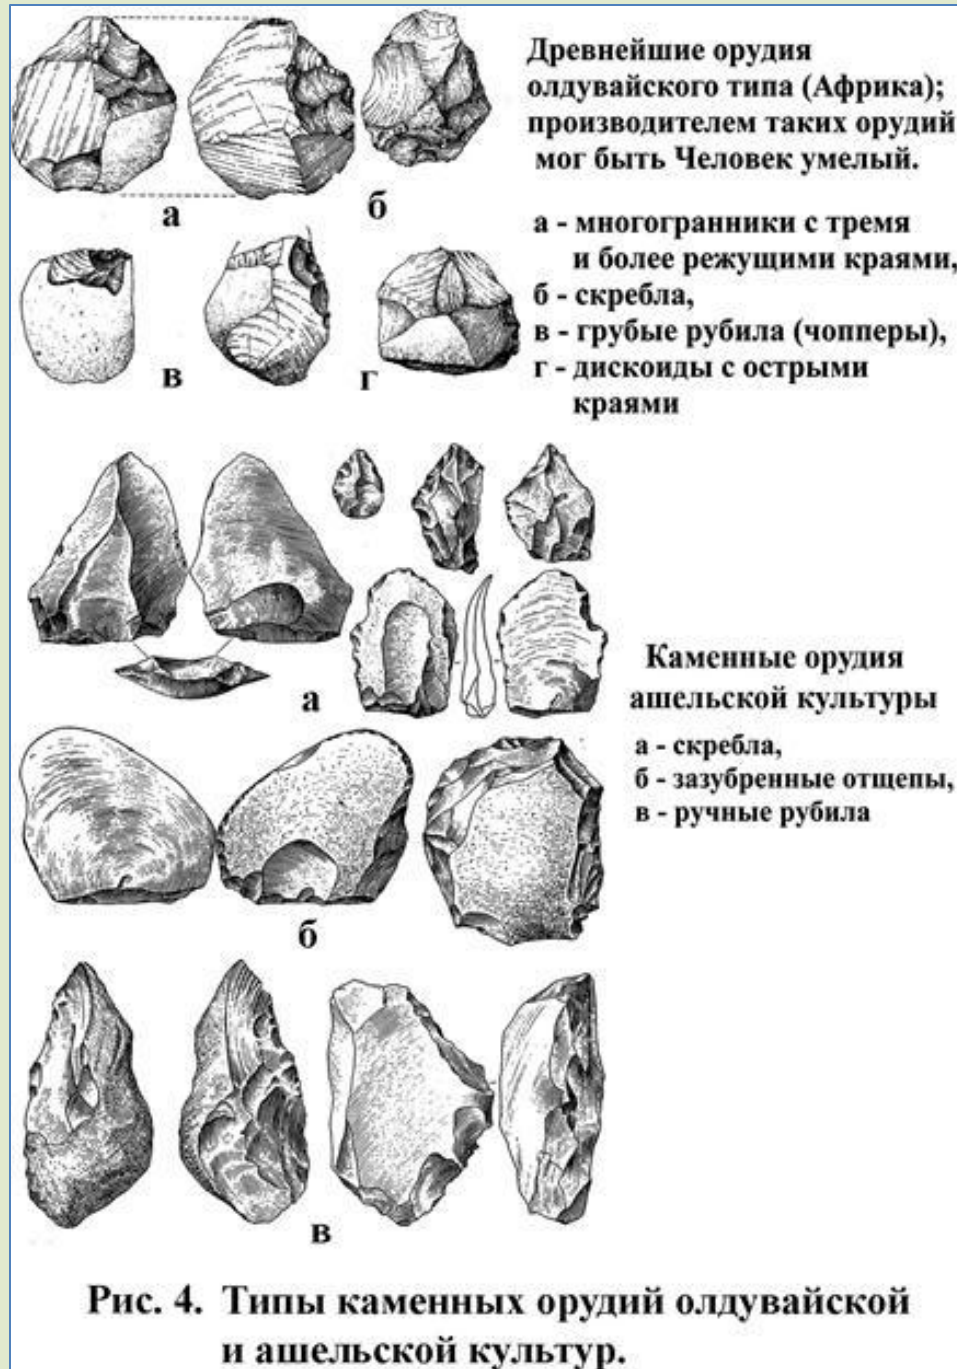 Древнейшие орудия
олдувайского типа (Африка);
производителем таких орудий
мог быть Человек умелый.
а б
а - многогранники с тремя
и более режущими краями,
б - скребла,
в - грубые рубила (чопперы),
г - дискоиды с острыми
краями
в г
Каменные орудия
ашельской культуры
а - скребла,
б - зазубренные отщепы,
в - ручные рубила
а
б
в
Рис. 4. Типы каменных орудий олдувайской
и ашельской культур.